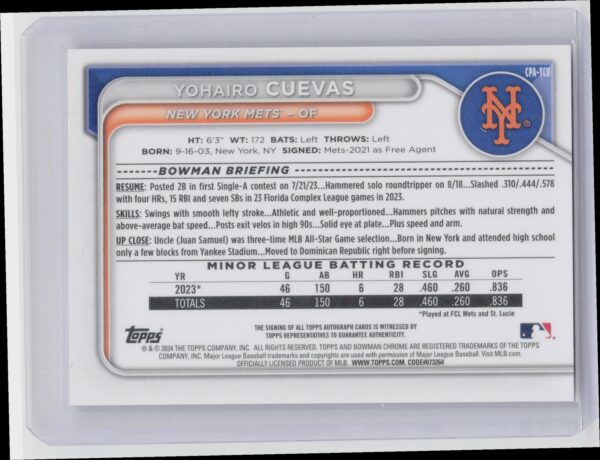 CPA-YCU
YOHAIRO CUEVAS
NEW YORK METS – OF
NY
HT: 6'3" WT: 172 BATS: Left THROWS: Left
BORN: 9-16-03, New York, NY SIGNED: Mets-2021 as Free Agent
BOWMAN BRIEFING
RESUME: Posted 2B in first Single-A contest on 7/21/23...Hammered solo roundtripper on 8/18...Slashed .310/.444/.578
with four HRs, 15 RBI and seven SBs in 23 Florida Complex League games in 2023.
SKILLS: Swings with smooth lefty stroke...Athletic and well-proportioned...Hammers pitches with natural strength and
above-average bat speed...Posts exit velos in high 90s...Solid eye at plate...Plus speed and arm.
UP CLOSE: Uncle (Juan Samuel) was three-time MLB All-Star Game selection...Born in New York and attended high school
only a few blocks from Yankee Stadium...Moved to Dominican Republic right before signing.
MINOR LEAGUE BATTING RECORD
YR G AB HR RBI SLG AVG OPS
2023* 46 150 6 28 .460 .260 .836
TOTALS 46 150 6 28 .460 .260 .836
*Played at FCL Mets and St. Lucie
Topps
THE SIGNING OF ALL TOPPS AUTOGRAPH CARDS IS WITNESSED BY
TOPPS REPRESENTATIVES TO GUARANTEE AUTHENTICITY.
® & © 2024 THE TOPPS COMPANY, INC. ALL RIGHTS RESERVED. TOPPS AND BOWMAN CHROME ARE REGISTERED TRADEMARKS OF THE TOPPS
COMPANY, INC. Major League Baseball trademarks and copyrights are used with permission of Major League Baseball. Visit MLB.com.
OFFICIALLY LICENSED PRODUCT OF MLB. WWW.TOPPS.COM. CODE#073264